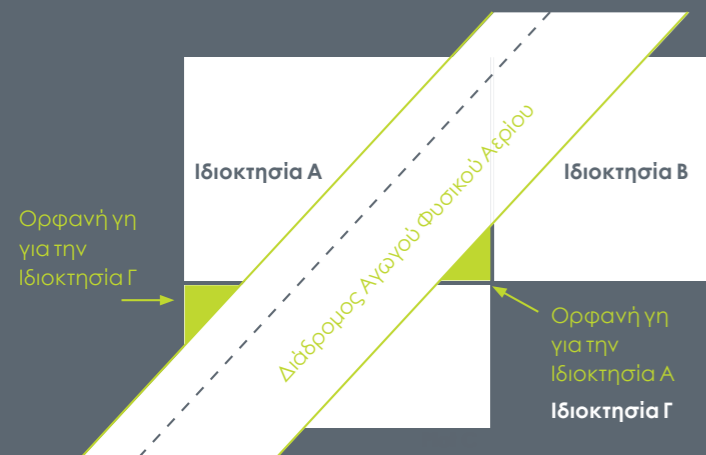 Ιδιοκτησία Α
Ιδιοκτησία Β
Διάδρομος Αγωγού Φυσικού Αερίου
Ορφανή γη
για την
Ιδιοκτησία Γ
Ορφανή γη
για την
Ιδιοκτησία Α
Ιδιοκτησία Γ